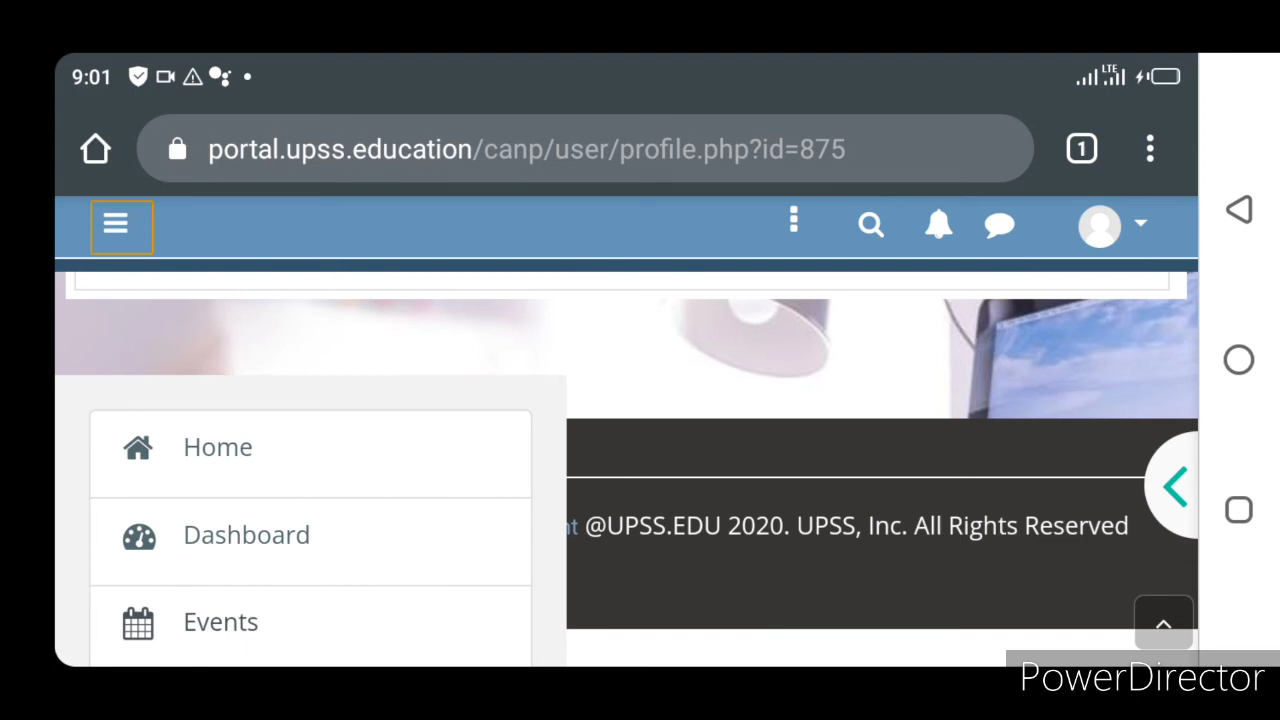 9:01
LTE
portal.upss.education/canp/user/profile.php?id=875
1
Home
Dashboard
@UPSS.EDU 2020. UPSS, Inc. All Rights Reserved
Events
PowerDirector